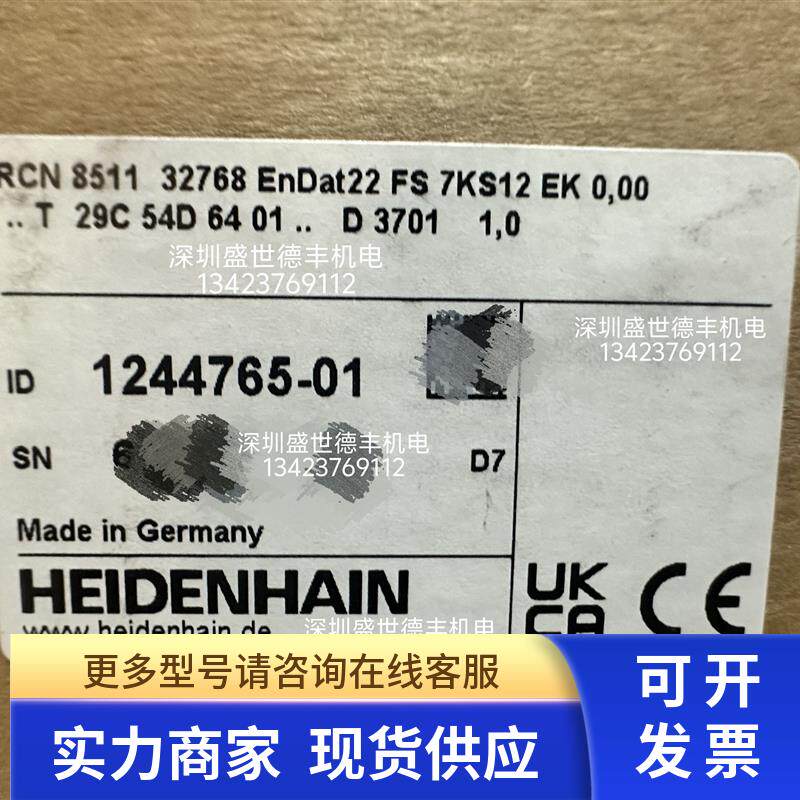 RCN 8511 32768 EnDat22 FS 7KS12 EK 0,00
.. T 29C 54D 64 01 .. D 3701 1,0
深圳盛世德丰机电
13423769112
深圳盛世德丰机电
13423769112
ID 1244765-01
深圳盛世德丰机电
13423769112
SN 6 D7
Made in Germany
HEIDENHAIN
www.heidenhain.de
深圳盛世德丰机电
UK
CA
CE
更多型号请咨询在线客服
实力商家 现货供应
可开
发票